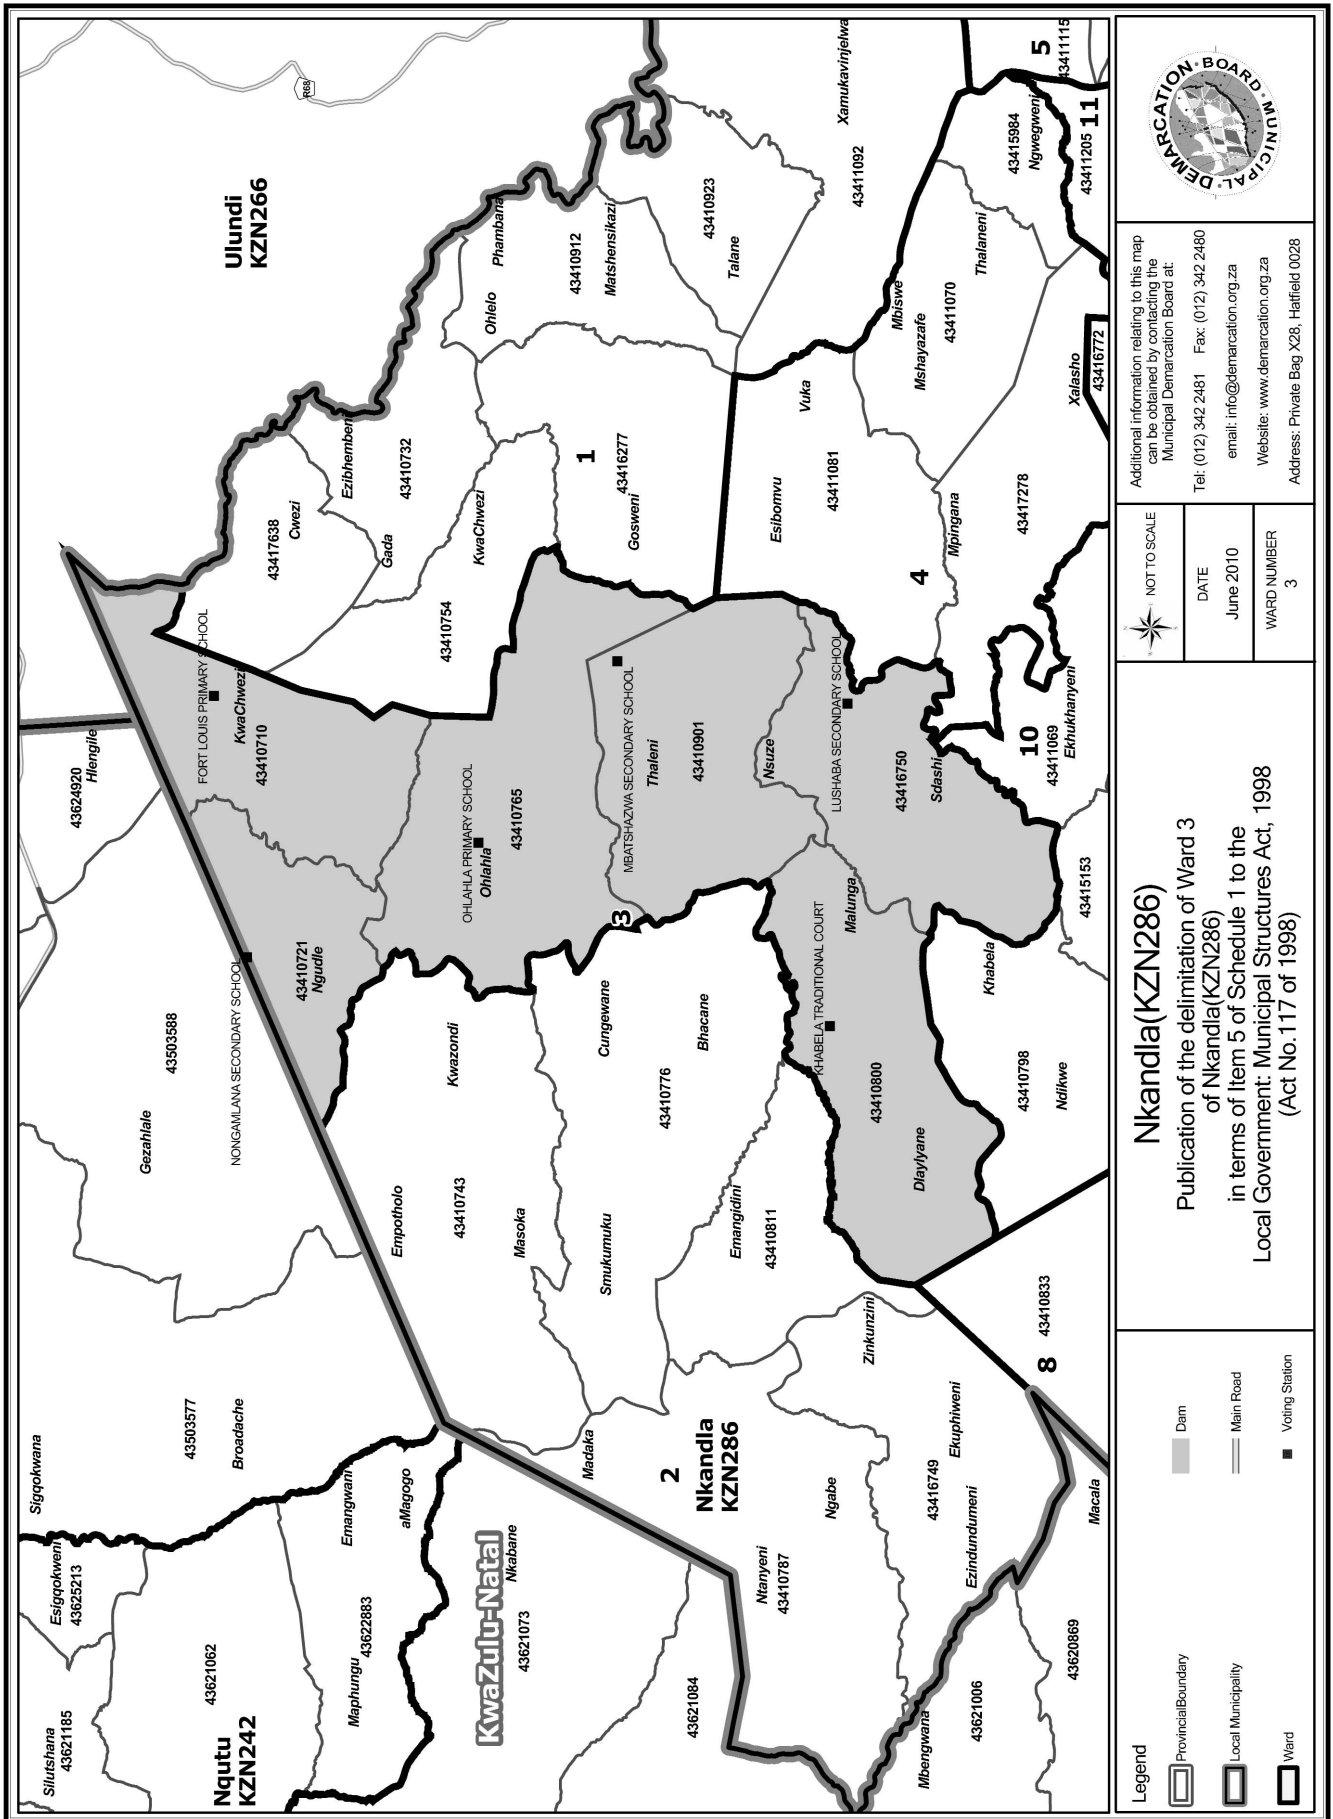 Silutshana
43621185
Esigqokweni
43625213
Sigqokwana
43503577
Broadache
Gezahlale
43503588
43624920
Hlengile
Ulundi
KZN266
R68
Nqutu
KZN242
43621062
Maphungu
43622883
Emangwani
aMagogo
KwaZulu-Natal
Nkabane
43621073
43621084
NONGAMLANA SECONDARY SCHOOL
43410721
Ngudle
FORT LOUIS PRIMARY SCHOOL
KwaChwezi
43410710
43417638
Cwezi
Ezibhembeni
Gada
43410732
KwaChwezi
43410754
Ohlelo
Phambana
43410912
Matshensikazi
43410923
Talane
Xamukavinjelwa
43411092
1
43416277
Gosweni
Empotholo
43410743
Masoka
Kwazondi
OHLAHLA PRIMARY SCHOOL
Ohlahla
43410765
Madaka
2
Nkandla
KZN286
Smukumuku
Cungewane
43410776
Bhacane
3
MBATSHAZWA SECONDARY SCHOOL
Thaleni
43410901
Nsuze
Emangidini
43410811
Ntanyeni
43410787
Ngabe
Zinkunzini
KHABELA TRADITIONAL COURT
Malunga
43410800
Dlaylyane
LUSHABA SECONDARY SCHOOL
43416750
Sdashi
Esibomvu
43411081
Vuka
4
Mpingana
43417278
Mbiswe
Mshayazafe
43411070
Thalaneni
43415984
Ngwegweni
5
43411115
43411205
11
Xalasho
43416772
10
43411069
Ekhukhanyeni
43415153
Khabela
43410798
Ndikwe
43410833
8
43416749
Ekuphiweni
Ezindundumeni
Mbengwana
43621006
43620869
Macala
Legend
ProvincialBoundary
Local Municipality
Ward
Dam
Main Road
Voting Station
Nkandla(KZN286)
Publication of the delimitation of Ward 3
of Nkandla(KZN286)
in terms of Item 5 of Schedule 1 to the
Local Government: Municipal Structures Act, 1998
(Act No.117 of 1998)
NOT TO SCALE
DATE
June 2010
WARD NUMBER
3
Additional information relating to this map
can be obtained by contacting the
Municipal Demarcation Board at:
Tel: (012) 342 2481 Fax: (012) 342 2480
email: info@demarcation.org.za
Website: www.demarcation.org.za
Address: Private Bag X28, Hatfield 0028
MUNICIPAL • DEMARCATION • BOARD •